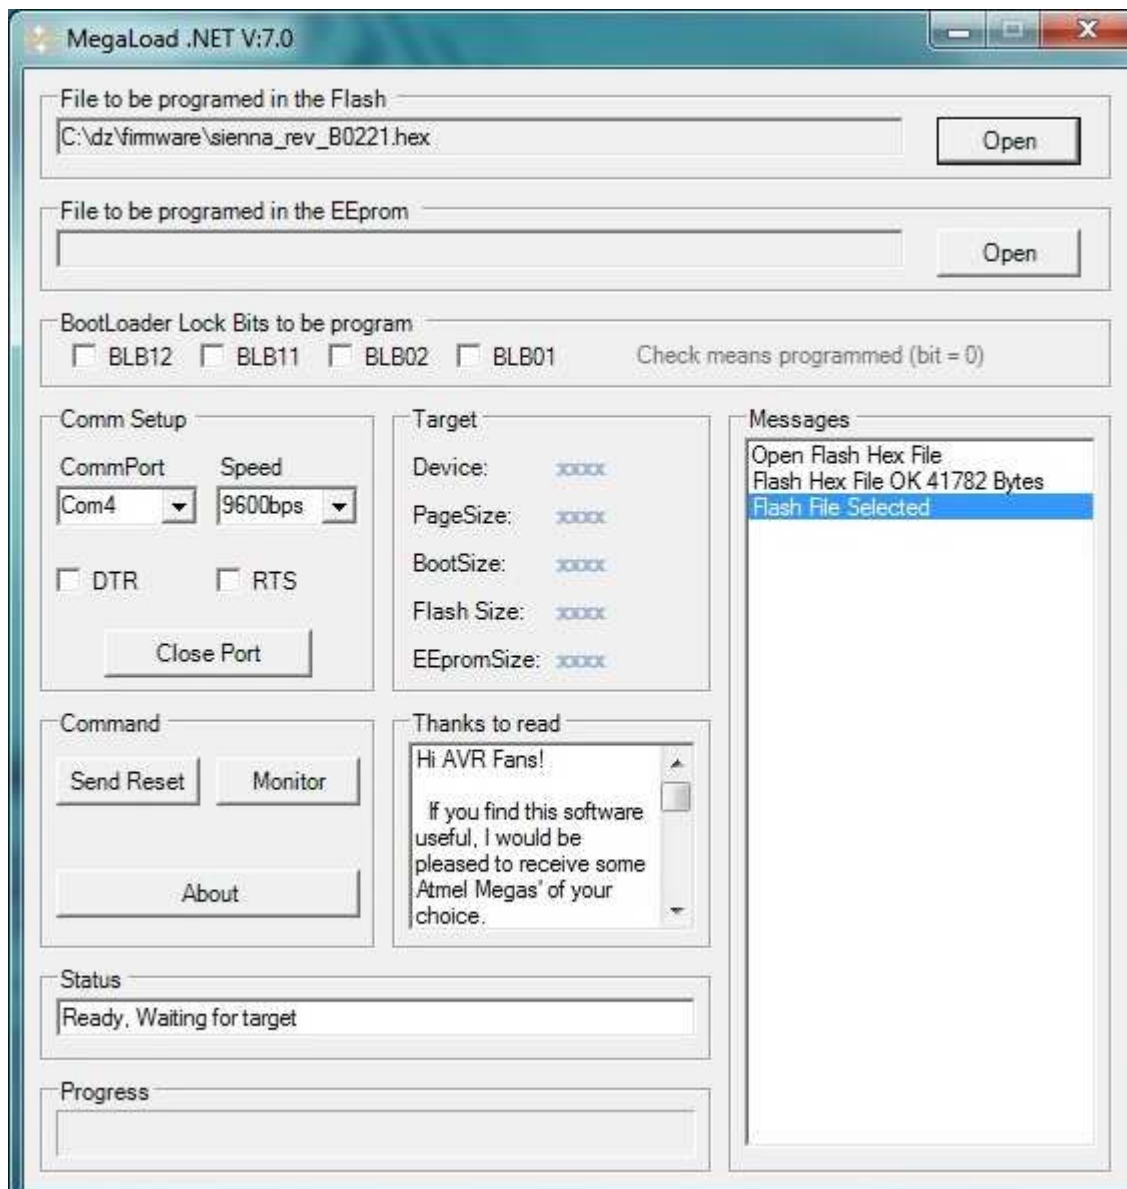 MegaLoad .NET V:7.0
File to be programed in the Flash
C:\dz\firmware\sienna_rev_B0221.hex
Open
File to be programed in the EEprom
Open
BootLoader Lock Bits to be program
BLB12 BLB11 BLB02 BLB01 Check means programmed (bit = 0)
Comm Setup
CommPort Speed
Com4 9600bps
DTR RTS
Close Port
Target
Device: xxxx
PageSize: xxxx
BootSize: xxxx
Flash Size: xxxx
EEpromSize: xxxx
Messages
Open Flash Hex File
Flash Hex File OK 41782 Bytes
Flash File Selected
Command
Send Reset Monitor
About
Thanks to read
Hi AVR Fans!
If you find this software
useful, I would be
pleased to receive some
Atmel Megas' of your
choice.
Status
Ready, Waiting for target
Progress